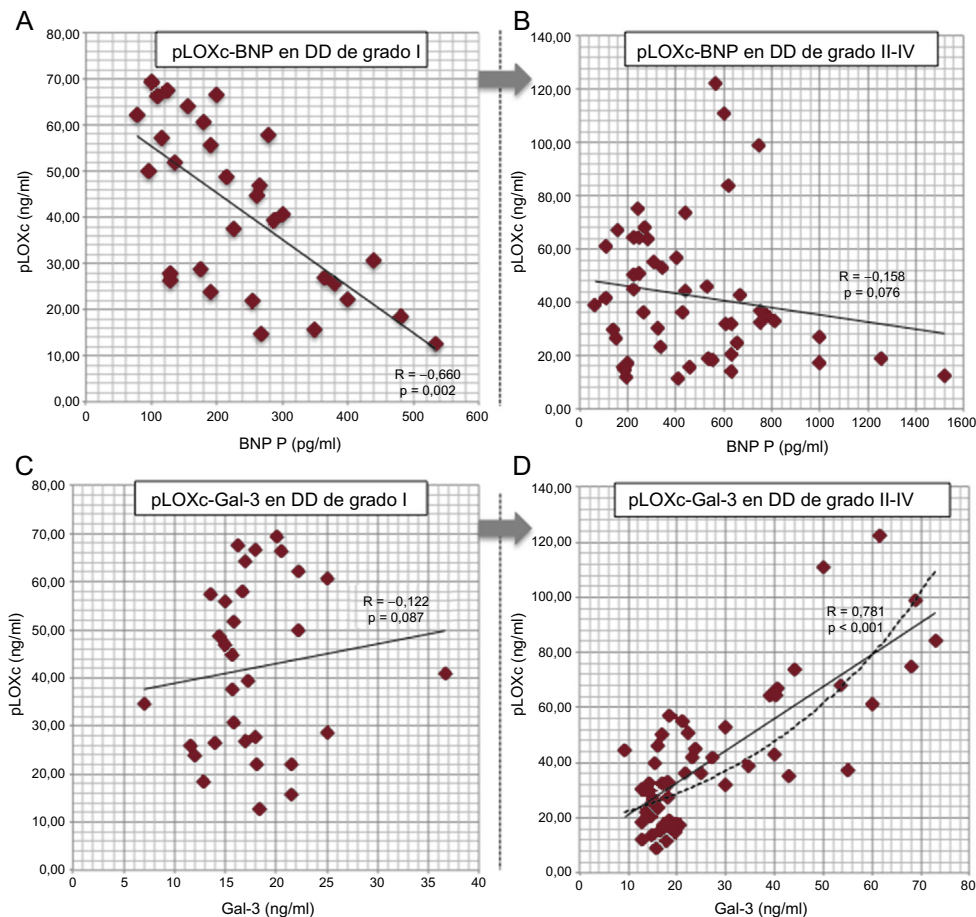 A
pLOXc-BNP en DD de grado I
80,00
70,00
60,00
50,00
40,00
30,00
20,00
10,00
0,00
pLOXc (ng/ml)
R = –0,660
p = 0,002
0 100 200 300 400 500 600
BNP P (pg/ml)
B
pLOXc-BNP en DD de grado II-IV
140,00
120,00
100,00
80,00
60,00
40,00
20,00
0,00
pLOXc (ng/ml)
R = –0,158
p = 0,076
0 200 400 600 800 1000 1200 1400 1600
BNP P (pg/ml)
C
pLOXc-Gal-3 en DD de grado I
80,00
70,00
60,00
50,00
40,00
30,00
20,00
10,00
0,00
pLOXc (ng/ml)
R = –0,122
p = 0,087
0 5 10 15 20 25 30 35 40
Gal-3 (ng/ml)
D
pLOXc-Gal-3 en DD de grado II-IV
140,00
120,00
100,00
80,00
60,00
40,00
20,00
0,00
pLOXc (ng/ml)
R = 0,781
p < 0,001
0 10 20 30 40 50 60 70 80
Gal-3 (ng/ml)